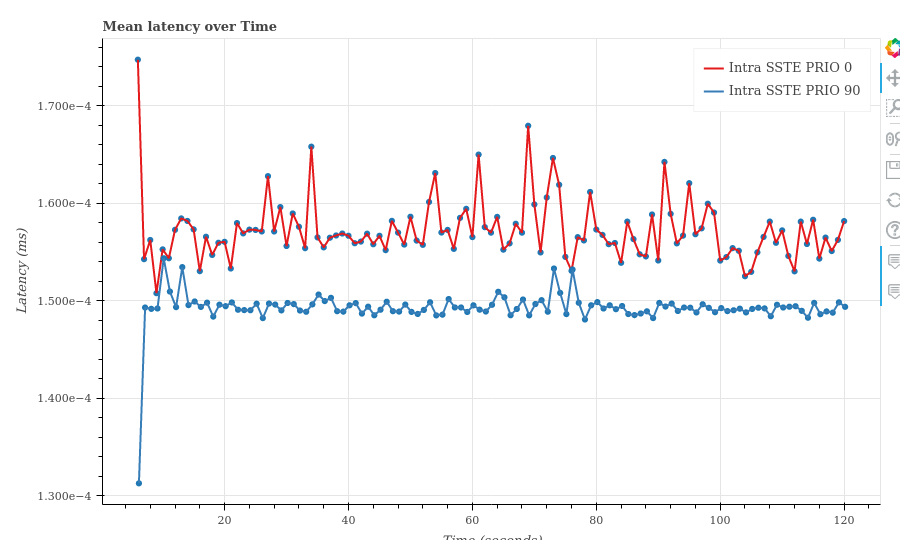 Mean latency over Time
Intra SSTE PRIO 0
Intra SSTE PRIO 90
Latency (ms)
1.700e−4
1.600e−4
1.500e−4
1.400e−4
1.300e−4
20
40
60
80
100
120
Time (seconds)